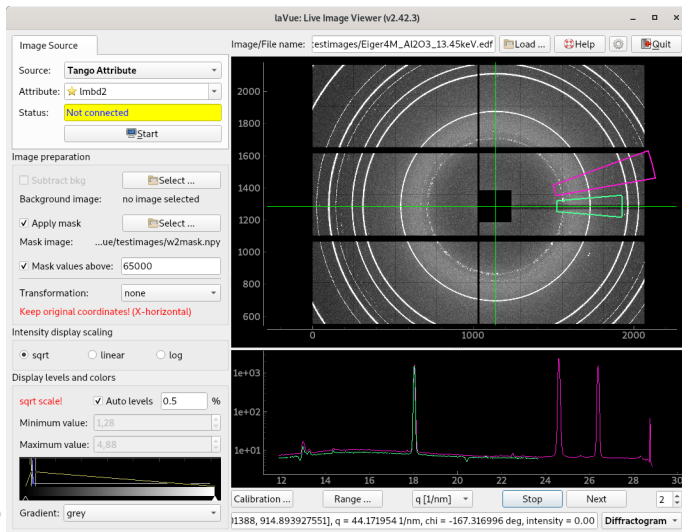 laVue: Live Image Viewer (v2.42.3)
Image Source
Image/File name: :estimages/Eiger4M_Al2O3_13.45keV.edf Load ... Help Quit
Source: Tango Attribute
Attribute: lmbd2
Status: Not connected
Start
Image preparation
Subtract bkg Select ...
Background image: no image selected
Apply mask Select ...
Mask image: ...ue/testimages/w2mask.npy
Mask values above: 65000
Transformation: none
Keep original coordinates! (X-horizontal)
Intensity display scaling
sqrt linear log
Display levels and colors
sqrt scale! Auto levels 0.5 %
Minimum value: 1,28
Maximum value: 4,88
Gradient: grey
2000
1800
1600
1400
1200
1000
800
600
0 1000 2000
1e+03
1e+02
1e+01
12 14 16 18 20 22 24 26 28 30
Calibration ... Range ... q [1/nm] Stop Next 2
)1388, 914.893927551], q = 44.171954 1/nm, chi = -167.316996 deg, intensity = 0.00 Diffractogram